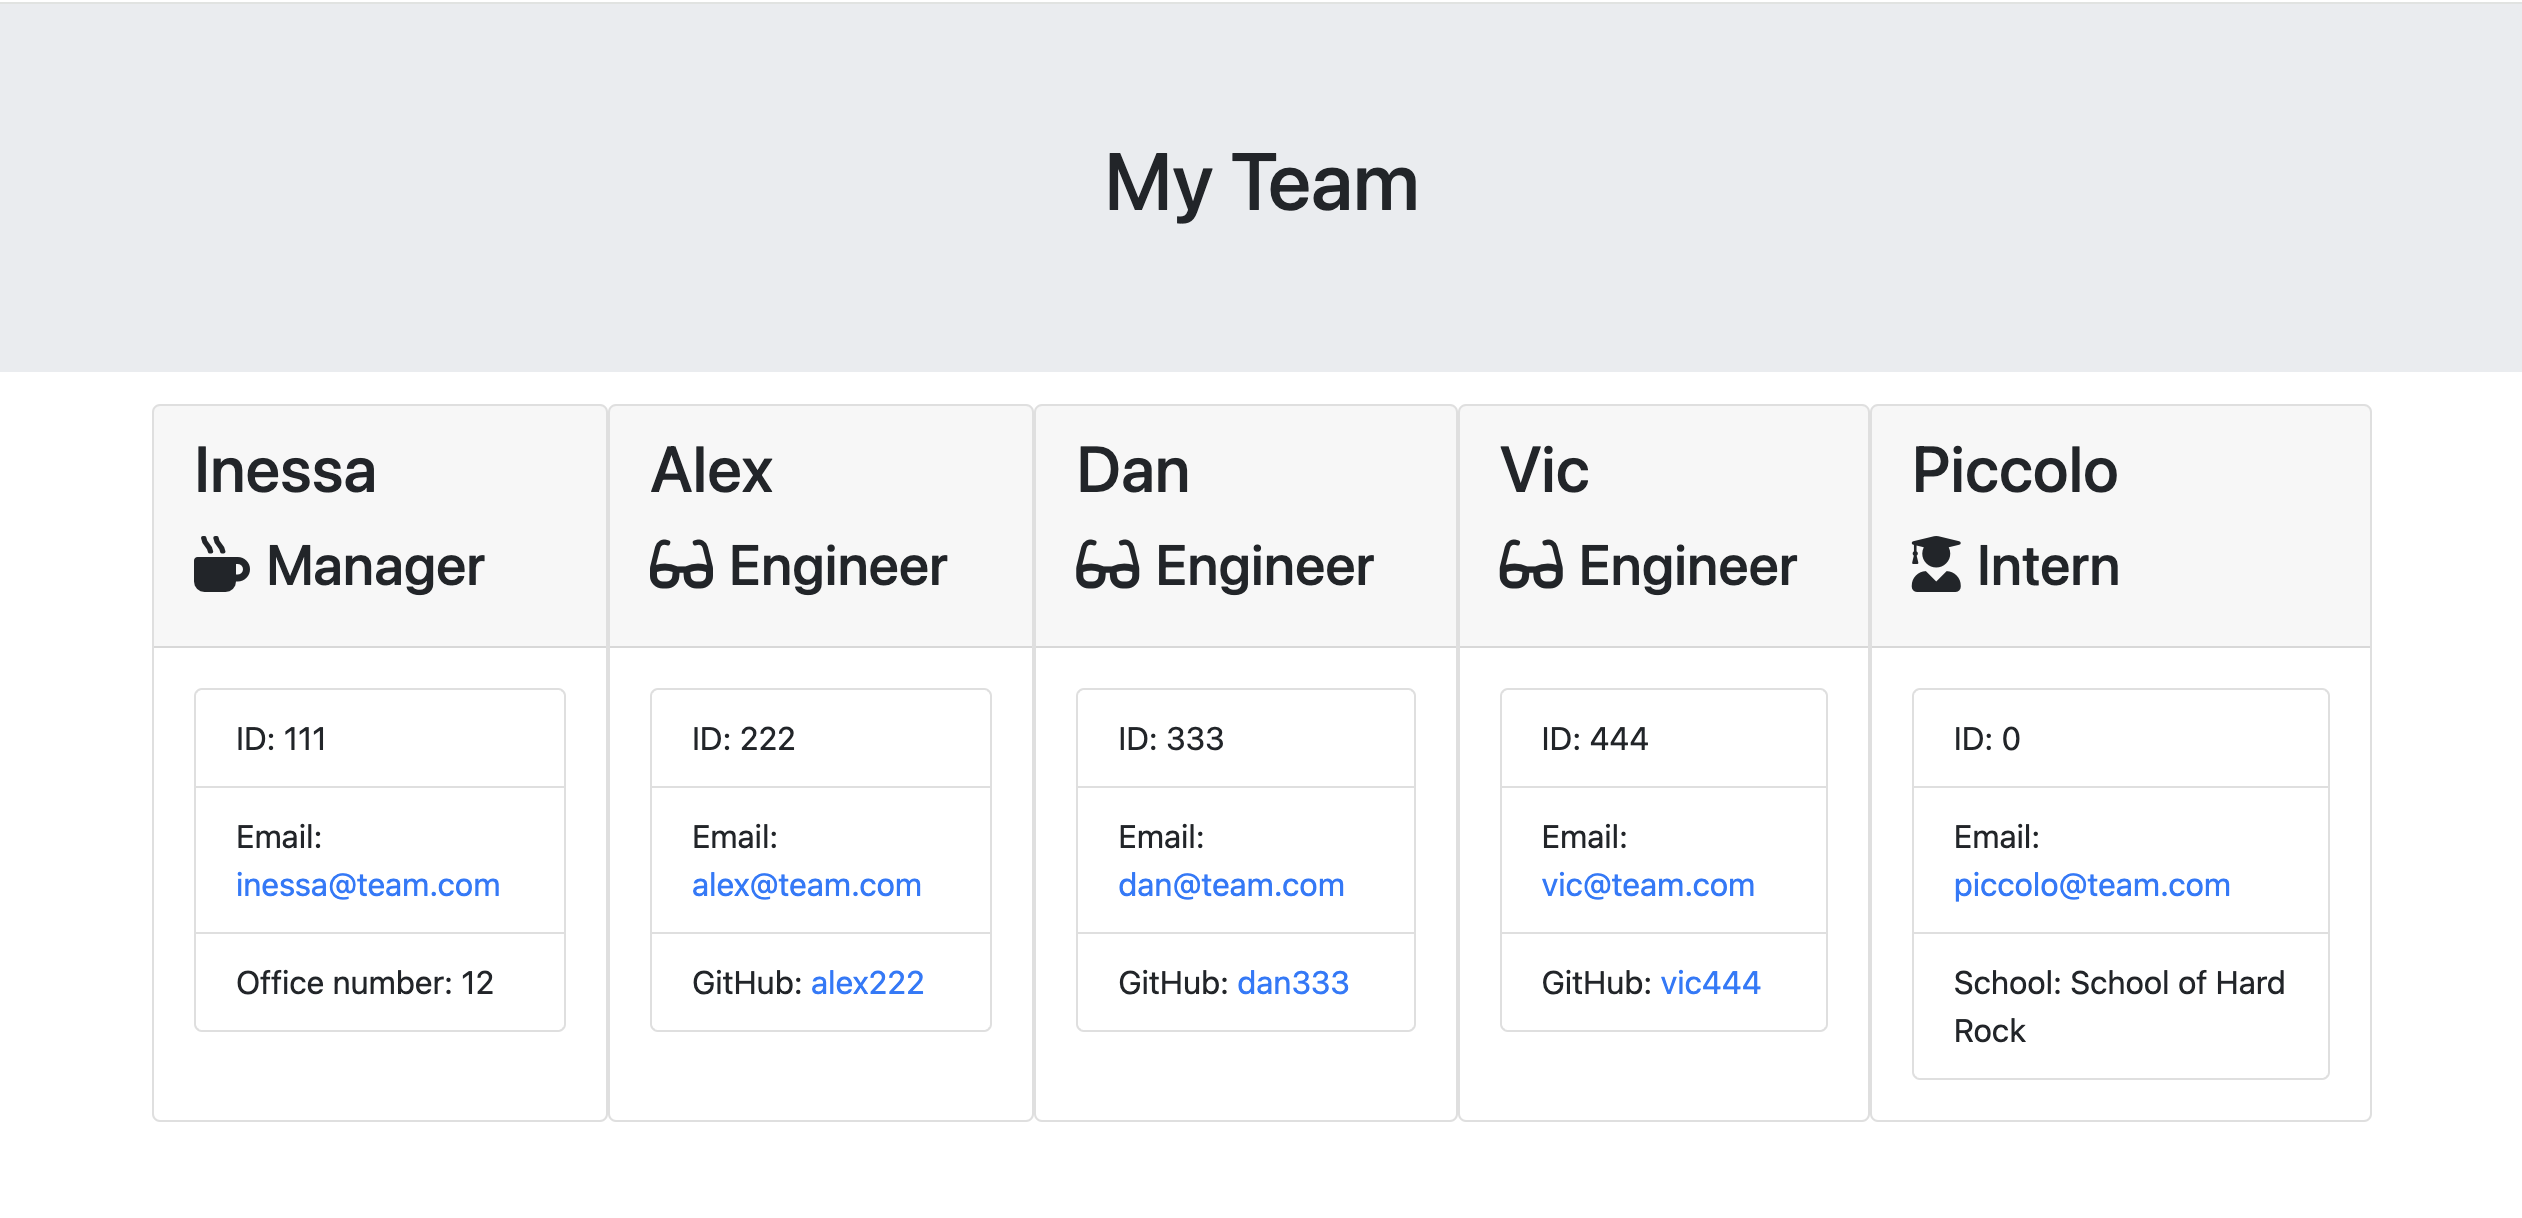 My Team
Inessa
Manager
ID: 111
Email:
inessa@team.com
Office number: 12
Alex
Engineer
ID: 222
Email:
alex@team.com
GitHub: alex222
Dan
Engineer
ID: 333
Email:
dan@team.com
GitHub: dan333
Vic
Engineer
ID: 444
Email:
vic@team.com
GitHub: vic444
Piccolo
Intern
ID: 0
Email:
piccolo@team.com
School: School of Hard
Rock